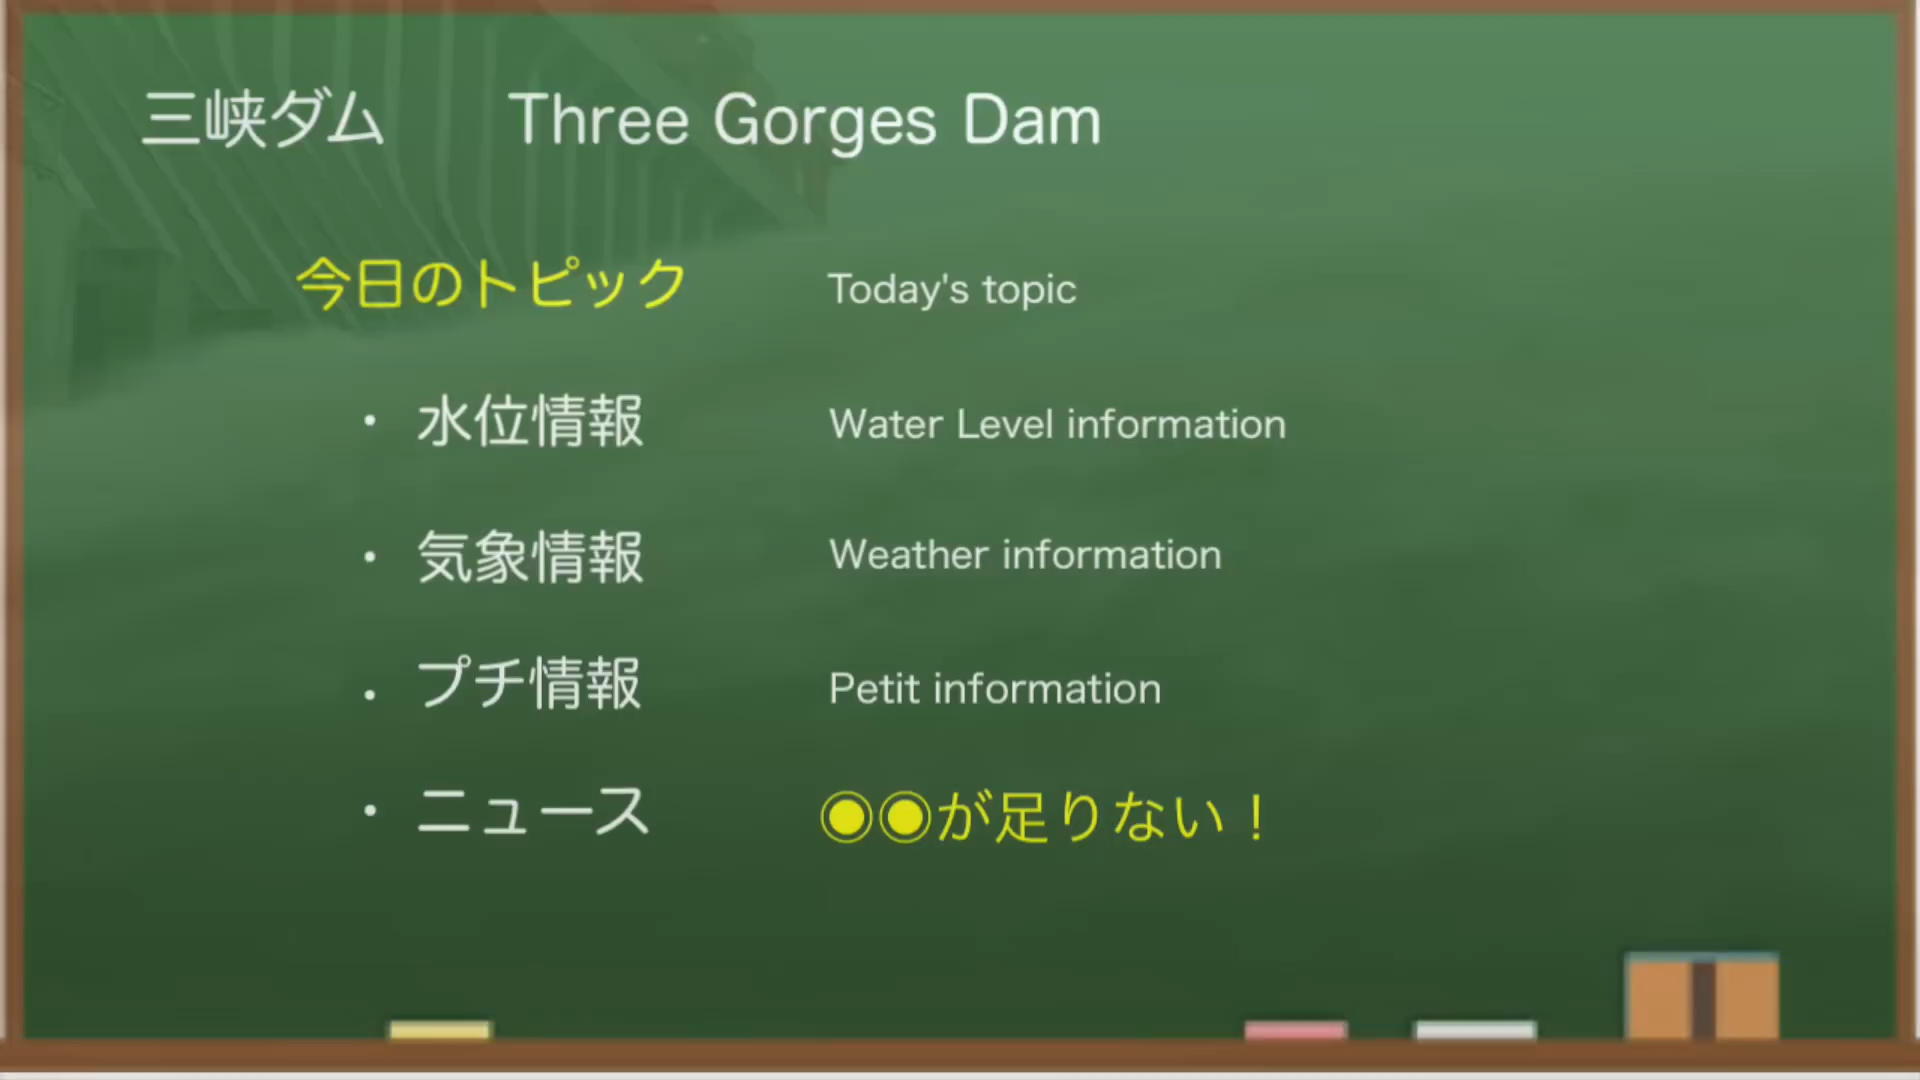 三峡ダム Three Gorges Dam
今日のトピック Today's topic
・ 水位情報 Water Level information
・ 気象情報 Weather information
・ プチ情報 Petit information
・ ニュース ◉◉が足りない！